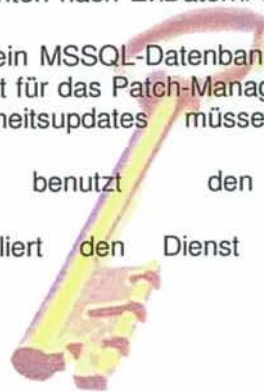 ein MSSQL-Datenban
t für das Patch-Manag
heitsupdates müsse
benutzt den
liert den Dienst